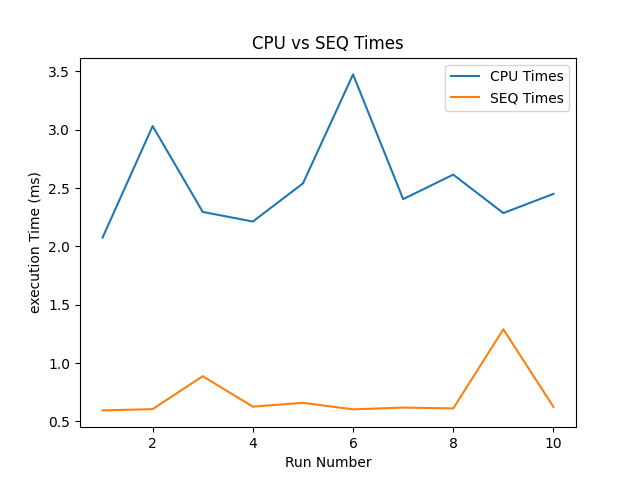 CPU vs SEQ Times
CPU Times
SEQ Times
execution Time (ms)
3.5
3.0
2.5
2.0
1.5
1.0
0.5
2
4
6
8
10
Run Number